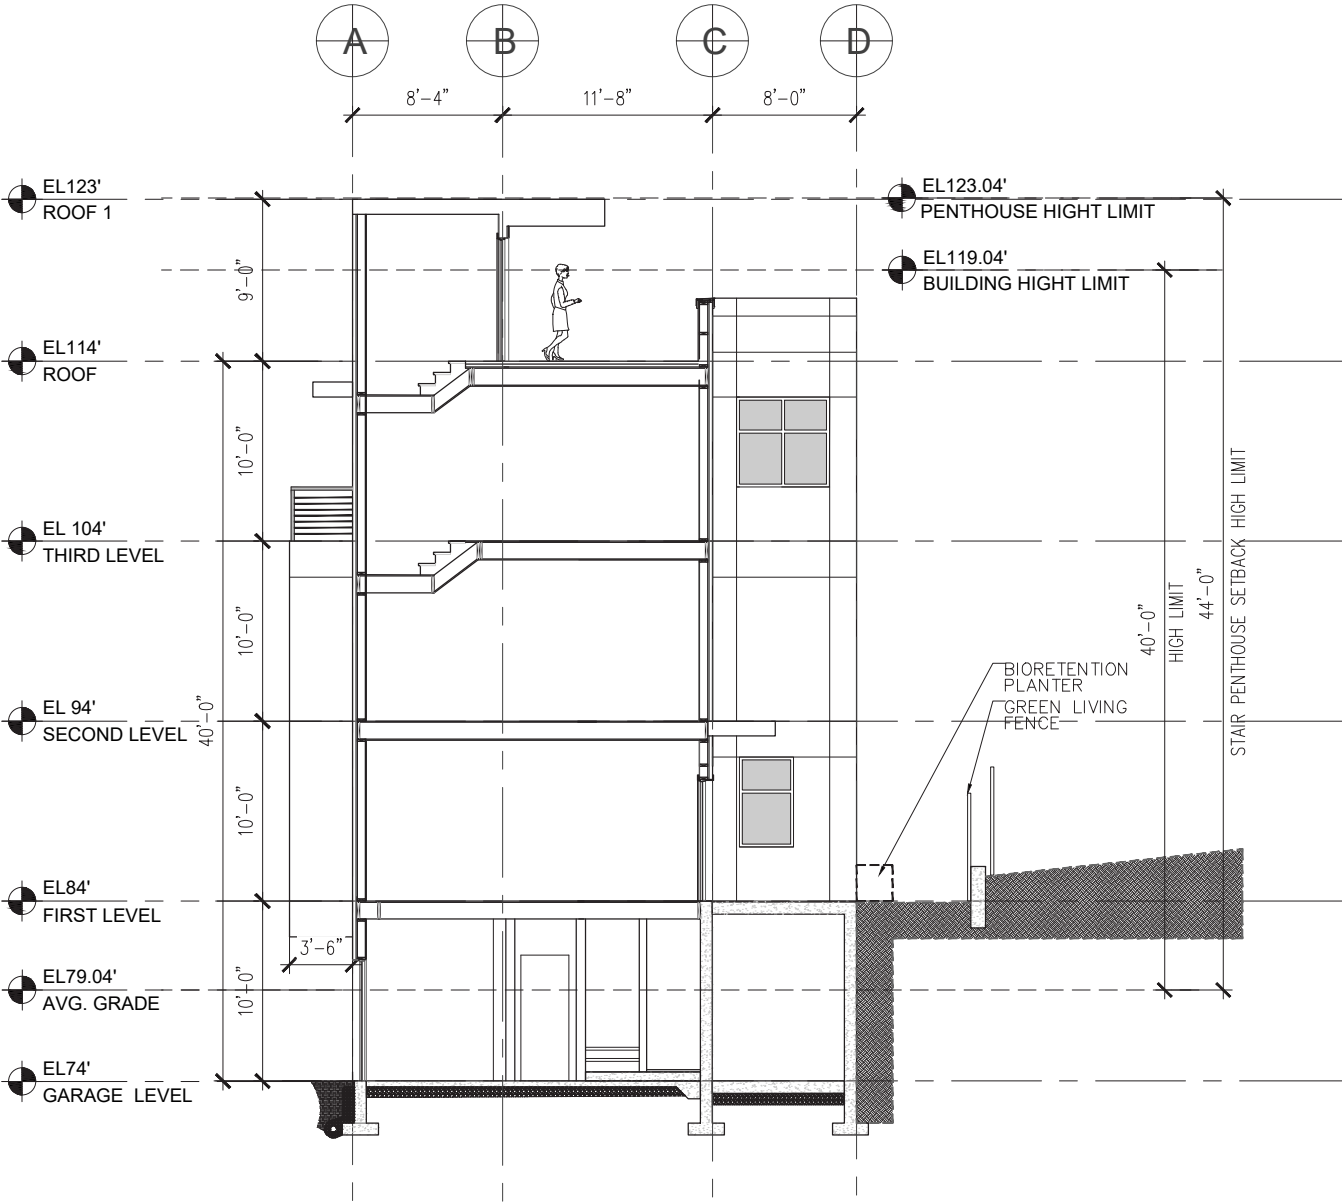 A B C D
8'-4" 11'-8" 8'-0"
EL123'
ROOF 1
EL123.04'
PENTHOUSE HIGHT LIMIT
9'-0"
EL119.04'
BUILDING HIGHT LIMIT
EL114'
ROOF
10'-0"
EL 104'
THIRD LEVEL
10'-0"
40'-0"
HIGH LIMIT
44'-0"
STAIR PENTHOUSE SETBACK HIGH LIMIT
BIORETENTION
PLANTER
GREEN LIVING
FENCE
EL 94'
SECOND LEVEL
40'-0"
10'-0"
EL84'
FIRST LEVEL
3'-6"
EL79.04'
AVG. GRADE
10'-0"
EL74'
GARAGE LEVEL